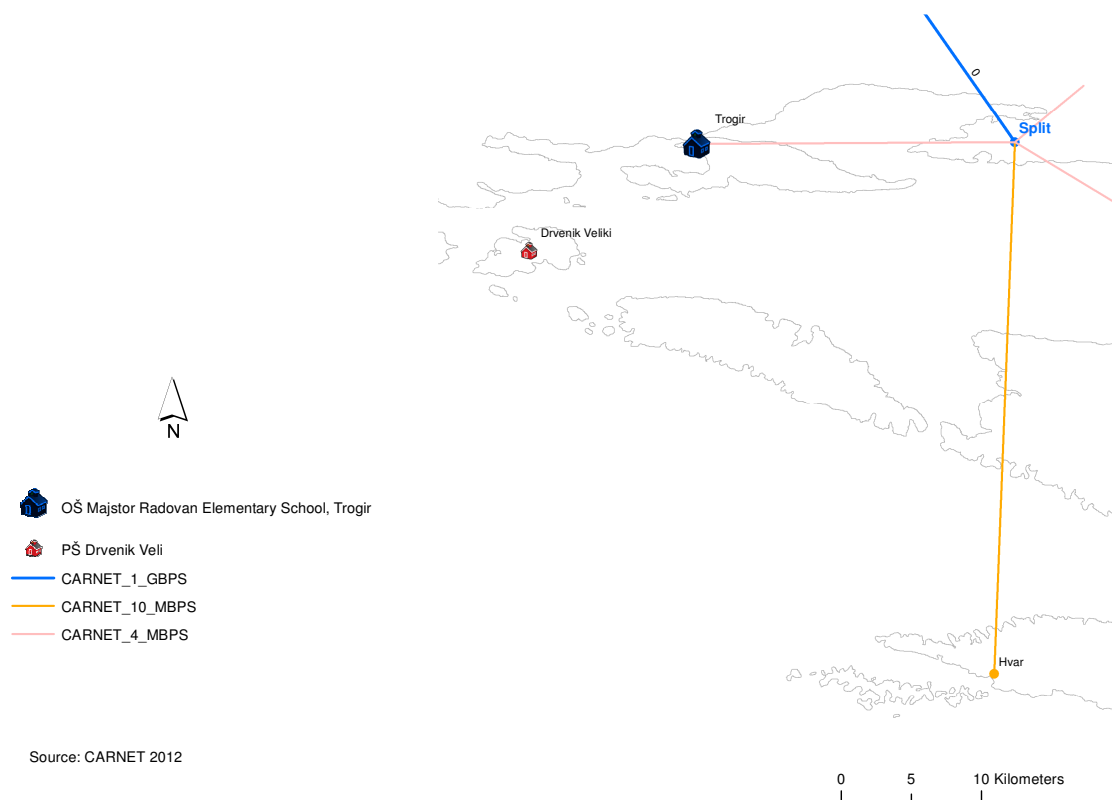 0
Split
Trogir
Drvenik Veliki
N
OŠ Majstor Radovan Elementary School, Trogir
PŠ Drvenik Veli
CARNET_1_GBPS
CARNET_10_MBPS
CARNET_4_MBPS
Hvar
Source: CARNET 2012
0 5 10 Kilometers